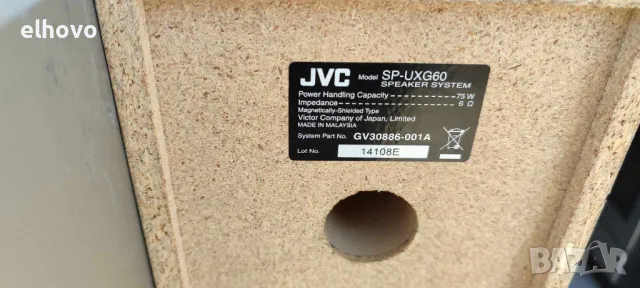 elhovo
JVC Model SP-UXG60
SPEAKER SYSTEM
Power Handling Capacity ---------- 75 W
Impedance ---------- 6 Ω
Magnetically-Shielded Type
Victor Company of Japan, Limited
MADE IN MALAYSIA
System Part No. GV30886-001A
Lot No. 14108E
BAZAR